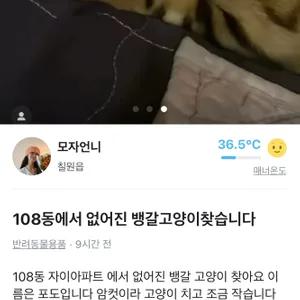 모자언니
36.5°C
칠원읍
매너온도
108동에서 없어진 뱅갈고양이찾습니다
반려동물용품 · 9시간 전
108동 자이아파트 에서 없어진 뱅갈 고양이 찾아요 이
름은 포도입니다 암컷이라 고양이 치고 조금 작습니다